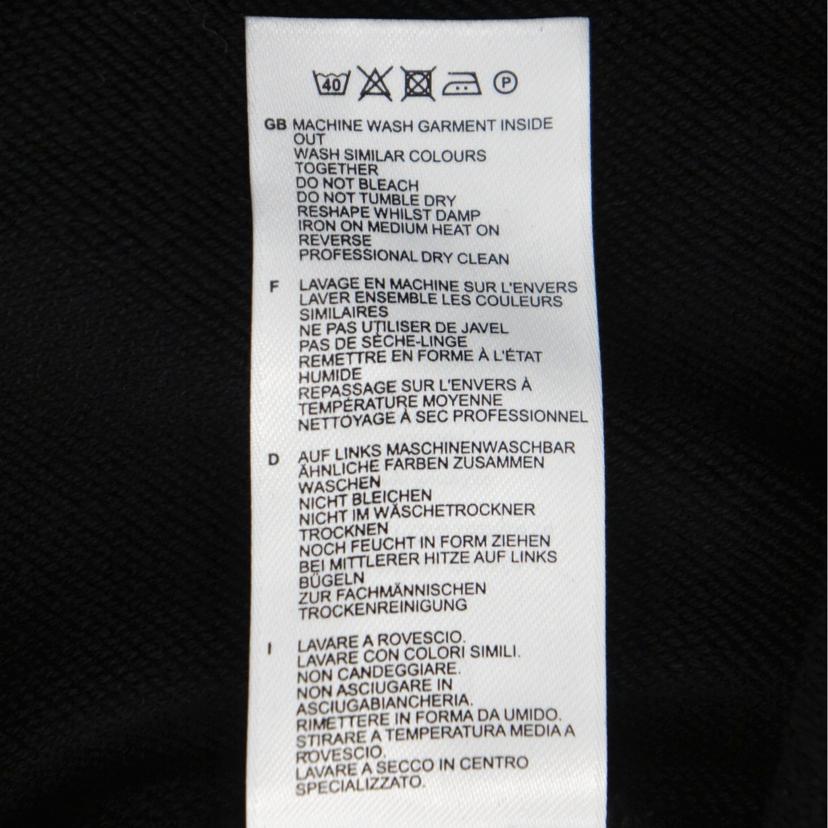 40 P
GB MACHINE WASH GARMENT INSIDE
OUT
WASH SIMILAR COLOURS
TOGETHER
DO NOT BLEACH
DO NOT TUMBLE DRY
RESHAPE WHILST DAMP
IRON ON MEDIUM HEAT ON
REVERSE
PROFESSIONAL DRY CLEAN
F LAVAGE EN MACHINE SUR L'ENVERS
LAVER ENSEMBLE LES COULEURS
SIMILAIRES
NE PAS UTILISER DE JAVEL
PAS DE SÈCHE-LINGE
REMETTRE EN FORME À L'ÉTAT
HUMIDE
REPASSAGE SUR L'ENVERS À
TEMPÉRATURE MOYENNE
NETTOYAGE À SEC PROFESSIONNEL
D AUF LINKS MASCHINENWASCHBAR
ÄHNLICHE FARBEN ZUSAMMEN
WASCHEN
NICHT BLEICHEN
NICHT IM WÄSCHETROCKNER
TROCKNEN
NOCH FEUCHT IN FORM ZIEHEN
BEI MITTLERER HITZE AUF LINKS
BÜGELN
ZUR FACHMÄNNISCHEN
TROCKENREINIGUNG
I LAVARE A ROVESCIO.
LAVARE CON COLORI SIMILI.
NON CANDEGGIARE.
NON ASCIUGARE IN
ASCIUGABIANCHERIA.
RIMETTERE IN FORMA DA UMIDO.
STIRARE A TEMPERATURA MEDIA A
ROVESCIO.
LAVARE A SECCO IN CENTRO
SPECIALIZZATO.